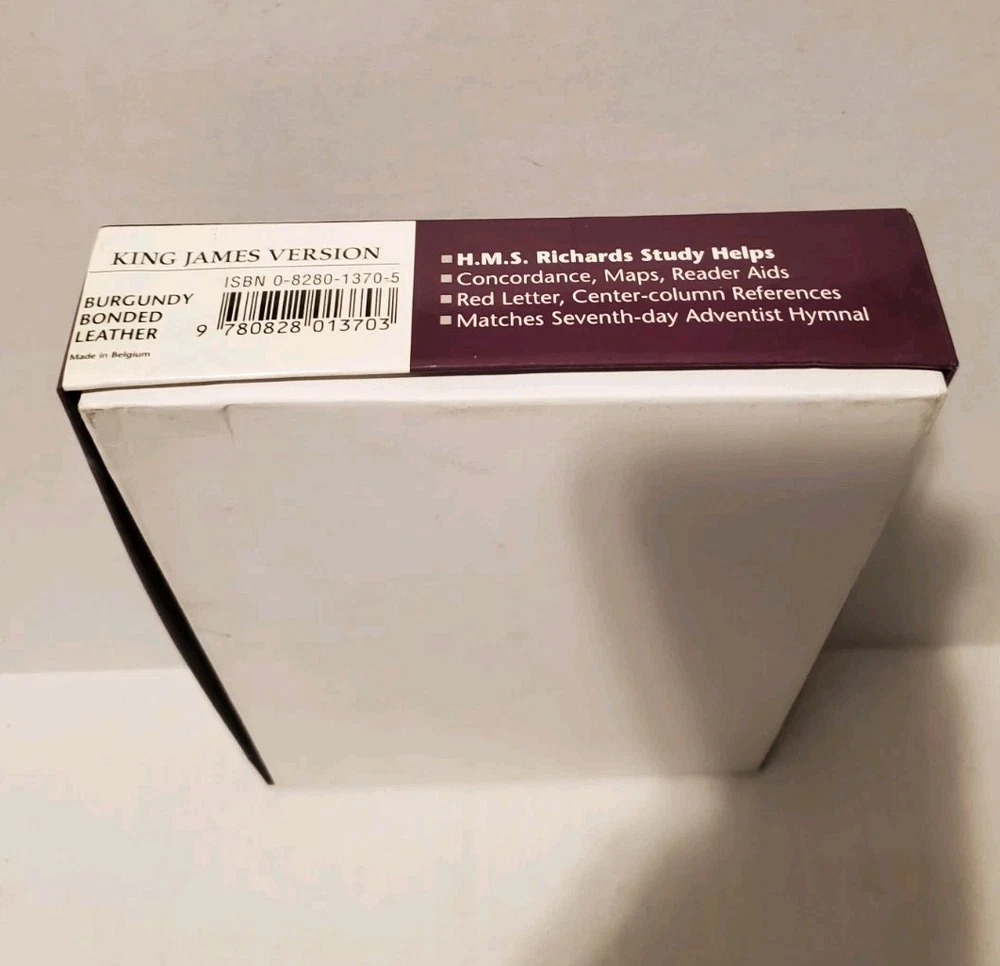 KING JAMES VERSION
ISBN 0-8280-1370-5
BURGUNDY
BONDED
LEATHER
9 780828 013703
Made in Belgium
■ H.M.S. Richards Study Helps
■ Concordance, Maps, Reader Aids
■ Red Letter, Center-column References
■ Matches Seventh-day Adventist Hymnal